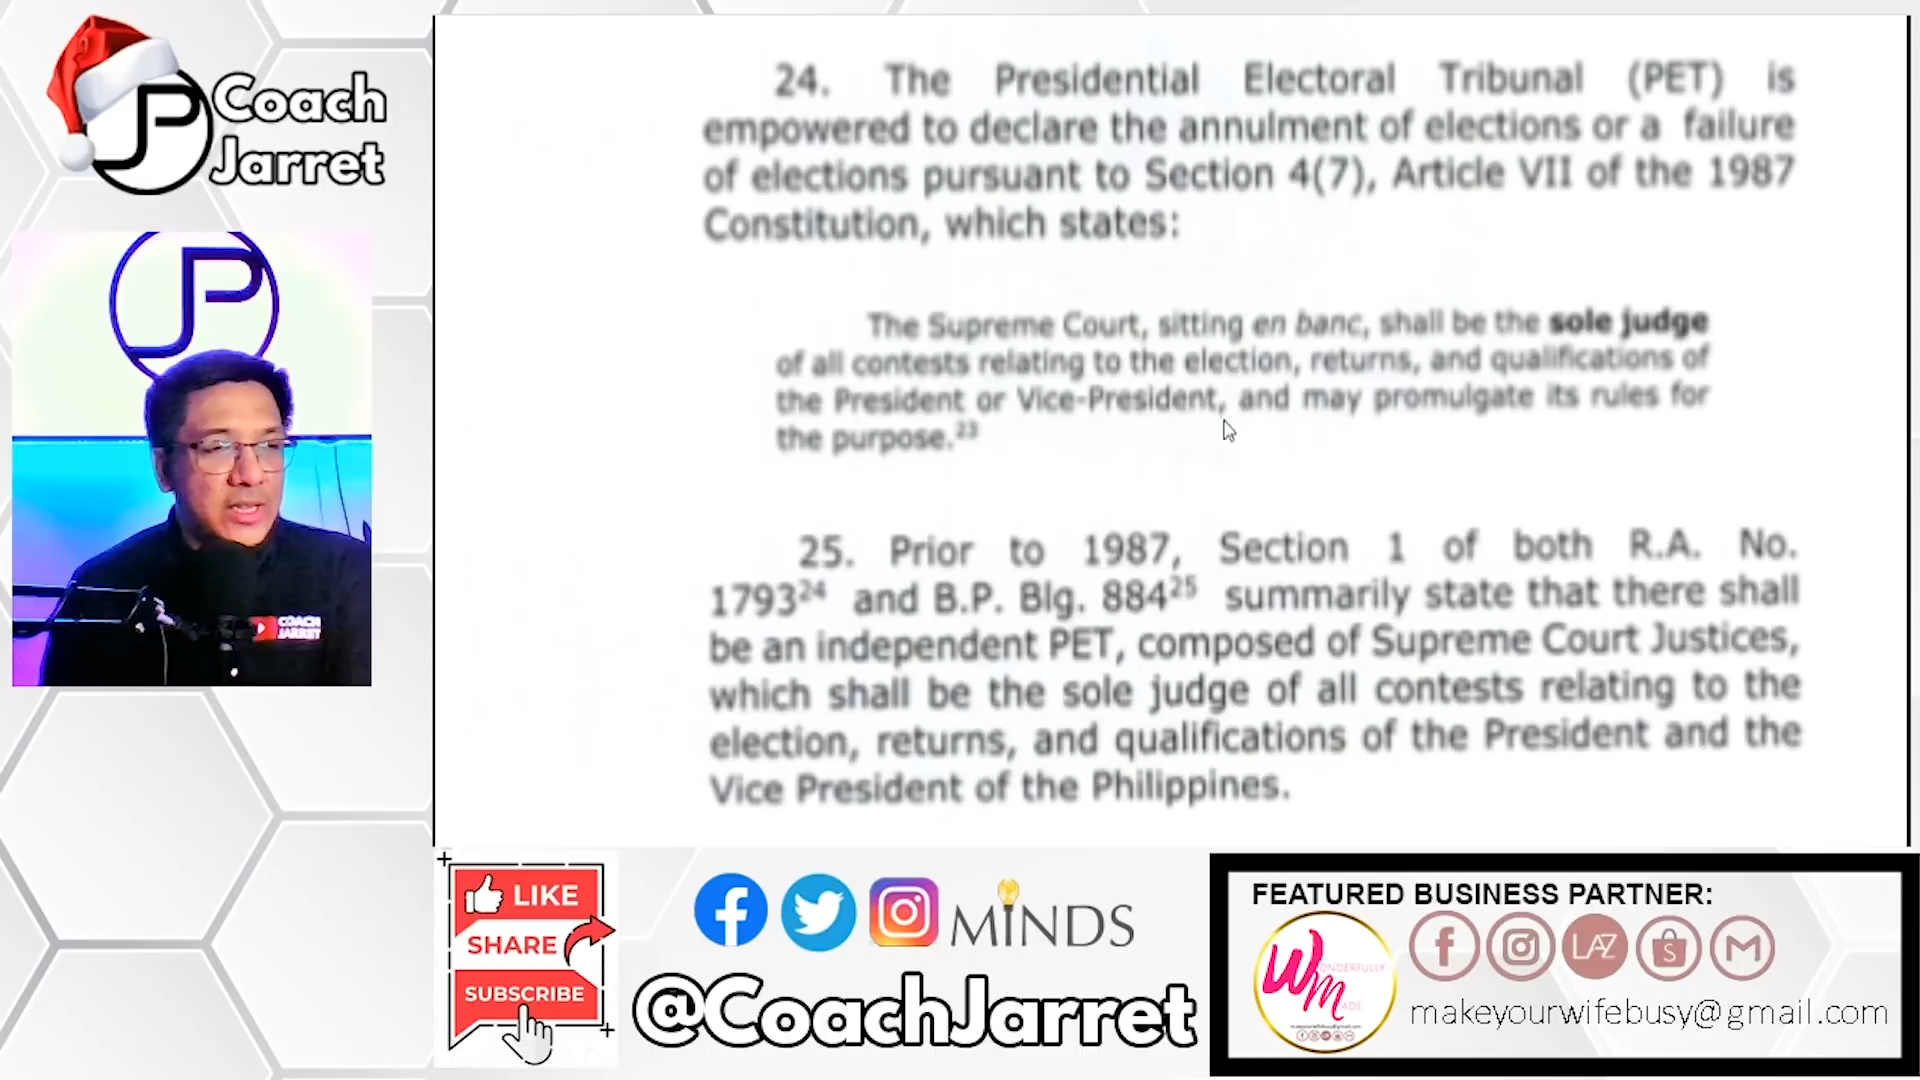 Coach
Jarret
24. The Presidential Electoral Tribunal (PET) is
empowered to declare the annulment of elections or a failure
of elections pursuant to Section 4(7), Article VII of the 1987
Constitution, which states:
The Supreme Court, sitting en banc, shall be the sole judge
of all contests relating to the election, returns, and qualifications of
the President or Vice-President, and may promulgate its rules for
the purpose.23
25. Prior to 1987, Section 1 of both R.A. No.
179324 and B.P. Blg. 88425 summarily state that there shall
be an independent PET, composed of Supreme Court Justices,
which shall be the sole judge of all contests relating to the
election, returns, and qualifications of the President and the
Vice President of the Philippines.
JP
COACH
JARRET
LIKE
SHARE
SUBSCRIBE
MINDS
@CoachJarret
FEATURED BUSINESS PARTNER:
WONDERFULLY
MADE
LAZ
makeyourwifebusy@gmail.com